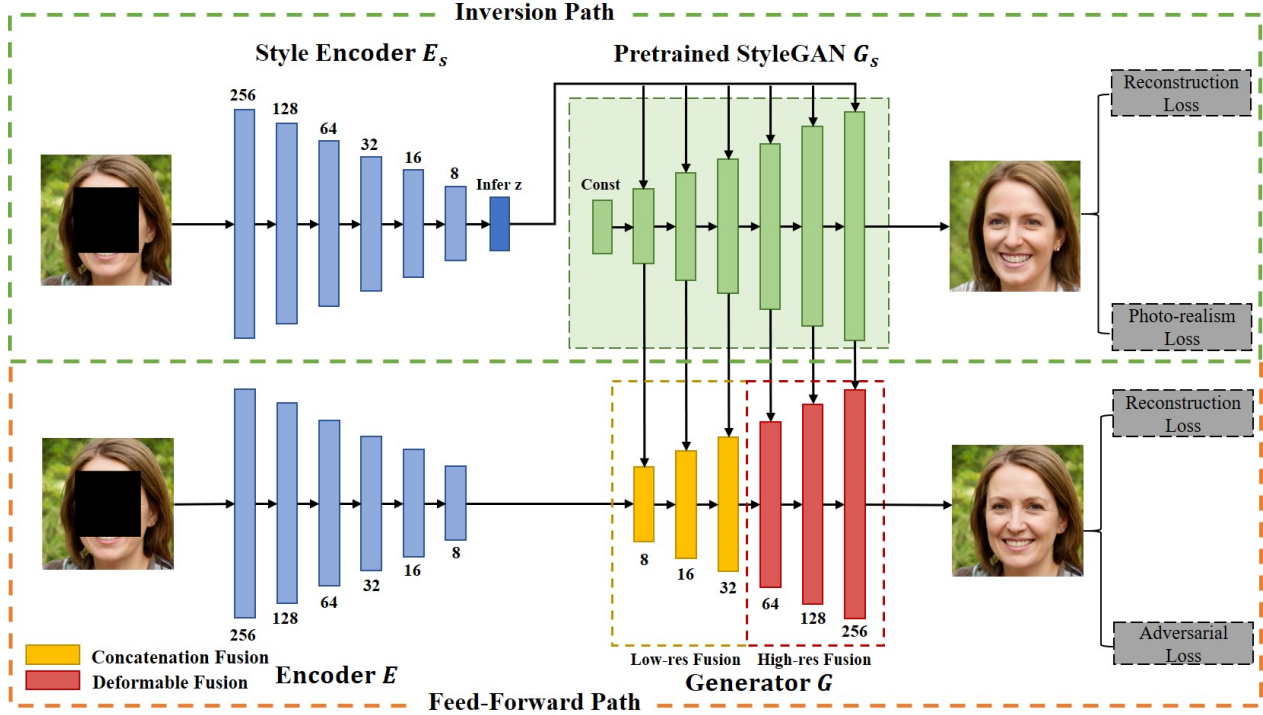 Inversion Path
Style Encoder E_s
Pretrained StyleGAN G_s
256
128
64
32
16
8
Infer z
Const
Reconstruction
Loss
Photo-realism
Loss
256
128
64
32
16
8
8
16
32
64
128
256
Reconstruction
Loss
Adversarial
Loss
Concatenation Fusion
Deformable Fusion
Encoder E
Low-res Fusion
High-res Fusion
Generator G
Feed-Forward Path